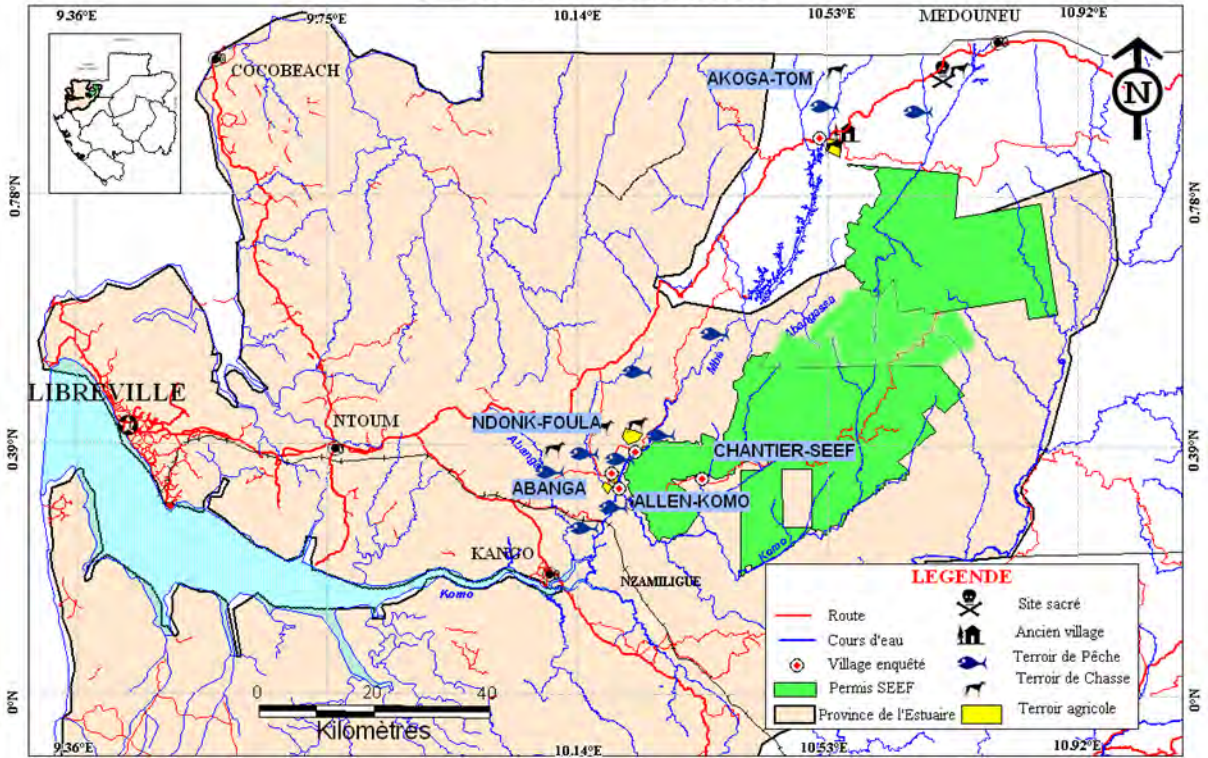 9.36°E 9.75°E 10.14°E 10.53°E 10.92°E
MEDOUNEU
COCOBEACH
AKOGA-TOM
N
0.78°N 0.78°N
Abangassa
Mbé
LIBREVILLE
NTOUM
NDONK-FOULA
Abanga
CHANTIER-SEEF
0.39°N 0.39°N
ABANGA
ALLEN-KOMO
KANGO
Komo
NZAMILIGUE
Komo
LEGENDE
Route
Cours d'eau
Village enquêté
Permis SEEF
Province de l'Estuaire
Site sacré
Ancien village
Terroir de Pêche
Terroir de Chasse
Terroir agricole
0 20 40
Kilomètres
0°N 0°N
9.36°E 10.14°E 10.53°E 10.92°E